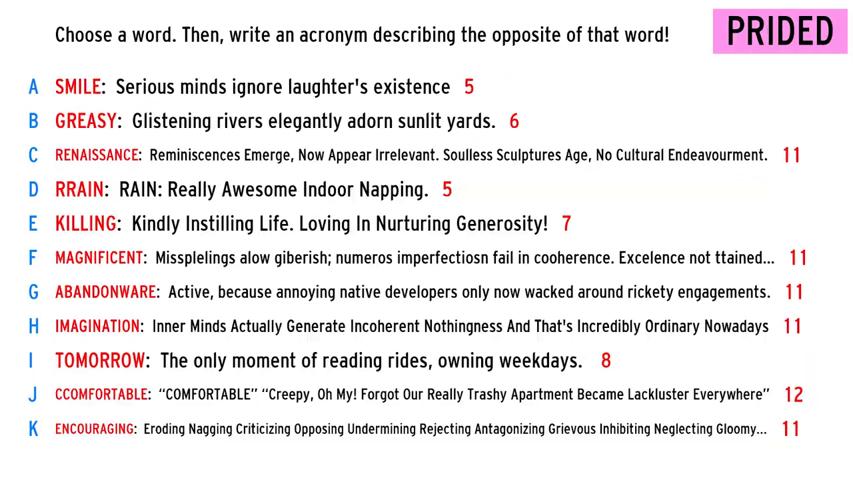 Choose a word. Then, write an acronym describing the opposite of that word!
PRIDED
A SMILE: Serious minds ignore laughter's existence 5
B GREASY: Glistening rivers elegantly adorn sunlit yards. 6
C RENAISSANCE: Reminiscences Emerge, Now Appear Irrelevant. Soulless Sculptures Age, No Cultural Endeavourment. 11
D RRAIN: RAIN: Really Awesome Indoor Napping. 5
E KILLING: Kindly Instilling Life. Loving In Nurturing Generosity! 7
F MAGNIFICENT: Missplelings alow giberish; numeros imperfectiosn fail in cooherence. Excelence not ttained... 11
G ABANDONWARE: Active, because annoying native developers only now wacked around rickety engagements. 11
H IMAGINATION: Inner Minds Actually Generate Incoherent Nothingness And That's Incredibly Ordinary Nowadays 11
I TOMORROW: The only moment of reading rides, owning weekdays. 8
J CCOMFORTABLE: “COMFORTABLE” “Creepy, Oh My! Forgot Our Really Trashy Apartment Became Lackluster Everywhere” 12
K ENCOURAGING: Eroding Nagging Criticizing Opposing Undermining Rejecting Antagonizing Grievous Inhibiting Neglecting Gloomy... 11